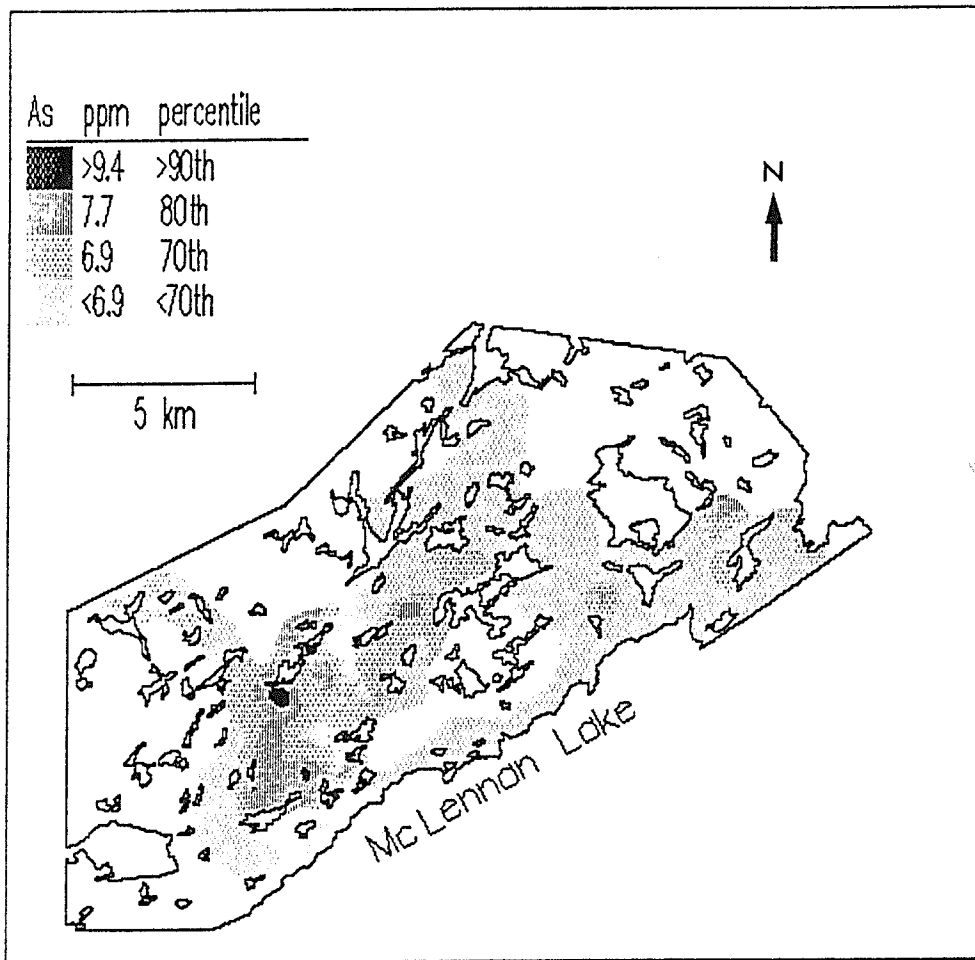 As ppm percentile
>9.4 >90th
7.7 80th
6.9 70th
<6.9 <70th
N
5 km
McLennan Lake